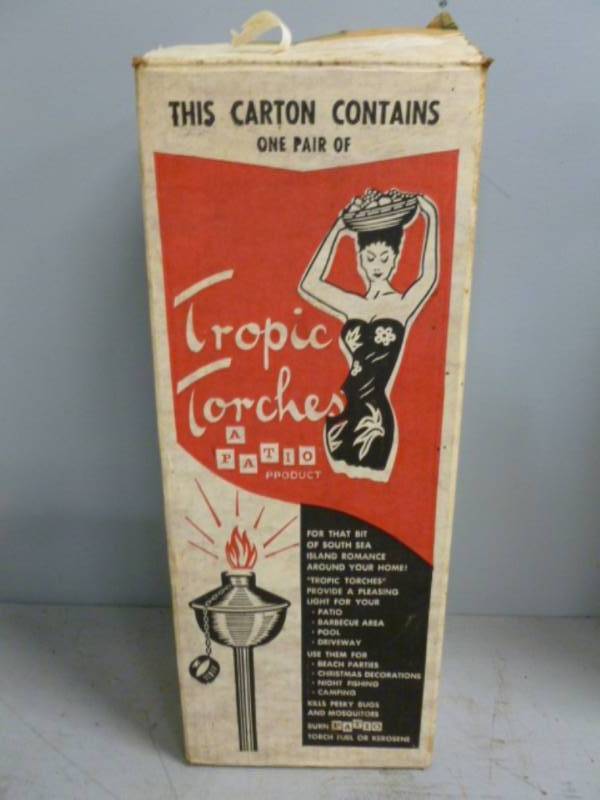 THIS CARTON CONTAINS
ONE PAIR OF
Tropic
Torches
A
PATIO
PRODUCT
FOR THAT BIT
OF SOUTH SEA
ISLAND ROMANCE
AROUND YOUR HOME!
"TROPIC TORCHES"
PROVIDE A PLEASING
LIGHT FOR YOUR
· PATIO
· BARBECUE AREA
· POOL
· DRIVEWAY
USE THEM FOR
· BEACH PARTIES
· CHRISTMAS DECORATIONS
· NIGHT FISHING
· CAMPING
KILLS PESKY BUGS
AND MOSQUITOES
BURN PATIO
TORCH FUEL OR KEROSENE